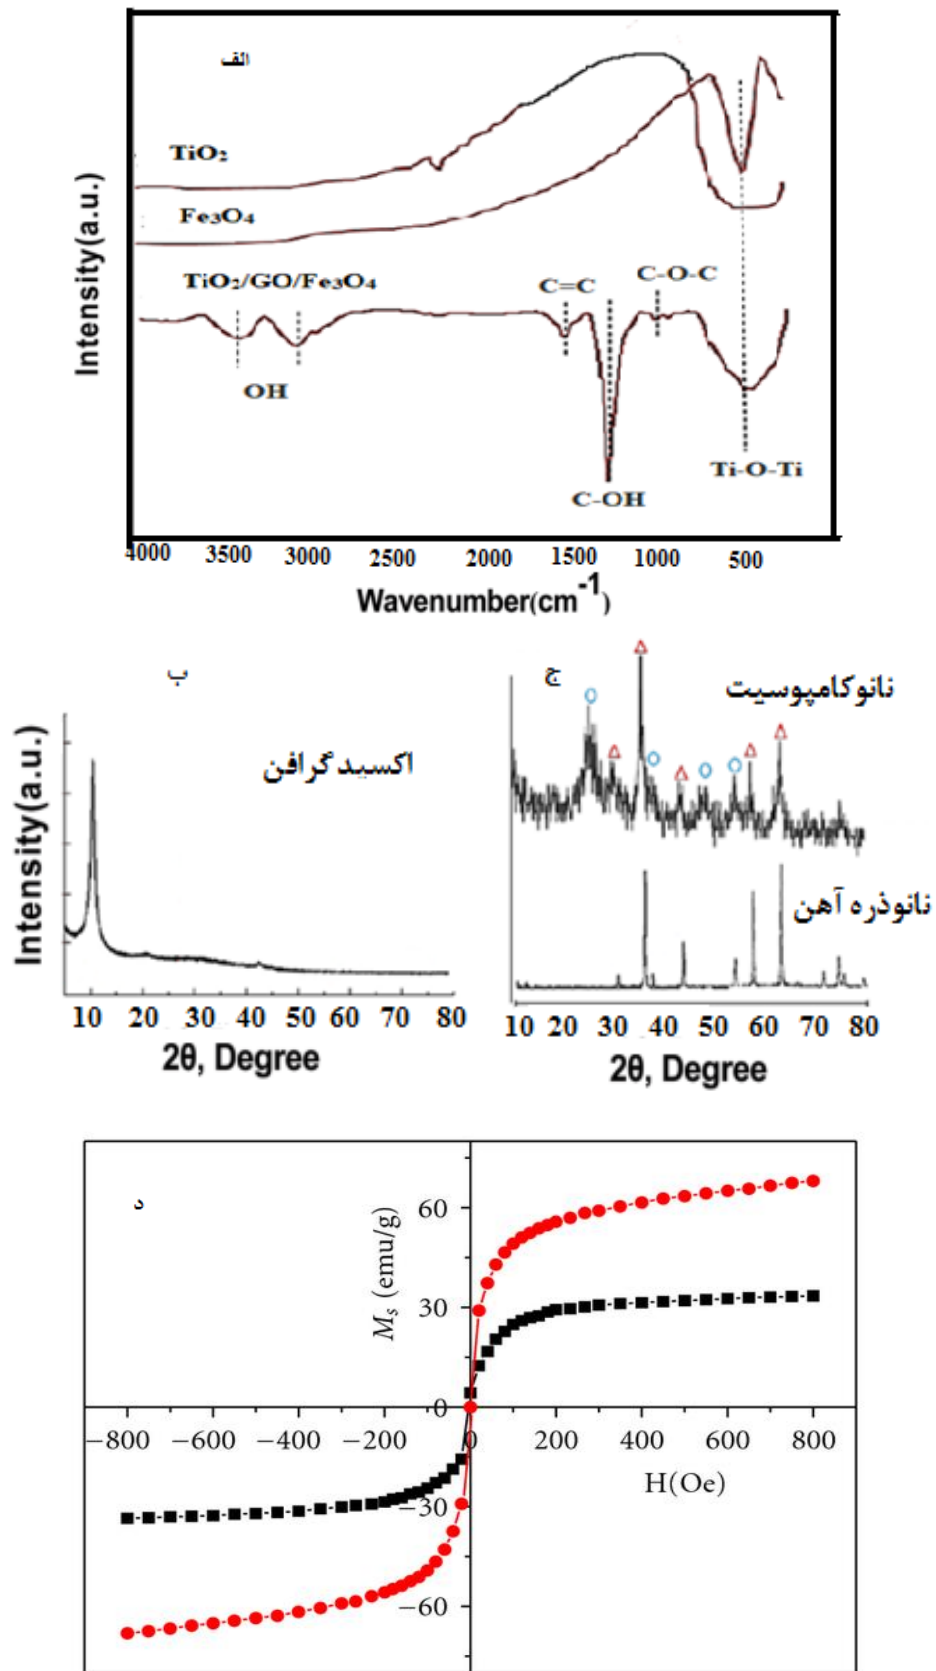 الف
TiO2
Fe3O4
TiO2/GO/Fe3O4
OH
C=C
C-O-C
C-OH
Ti-O-Ti
Intensity(a.u.)
4000 3500 3000 2500 2000 1500 1000 500
Wavenumber(cm-1)
ب
اکسیدگرافن
Intensity(a.u.)
10 20 30 40 50 60 70 80
2θ, Degree
ج
نانوکامپوسیت
نانوذره آهن
10 20 30 40 50 60 70 80
2θ, Degree
د
Ms (emu/g)
60
30
0
−30
−60
−800 −600 −400 −200 0 200 400 600 800
H(Oe)